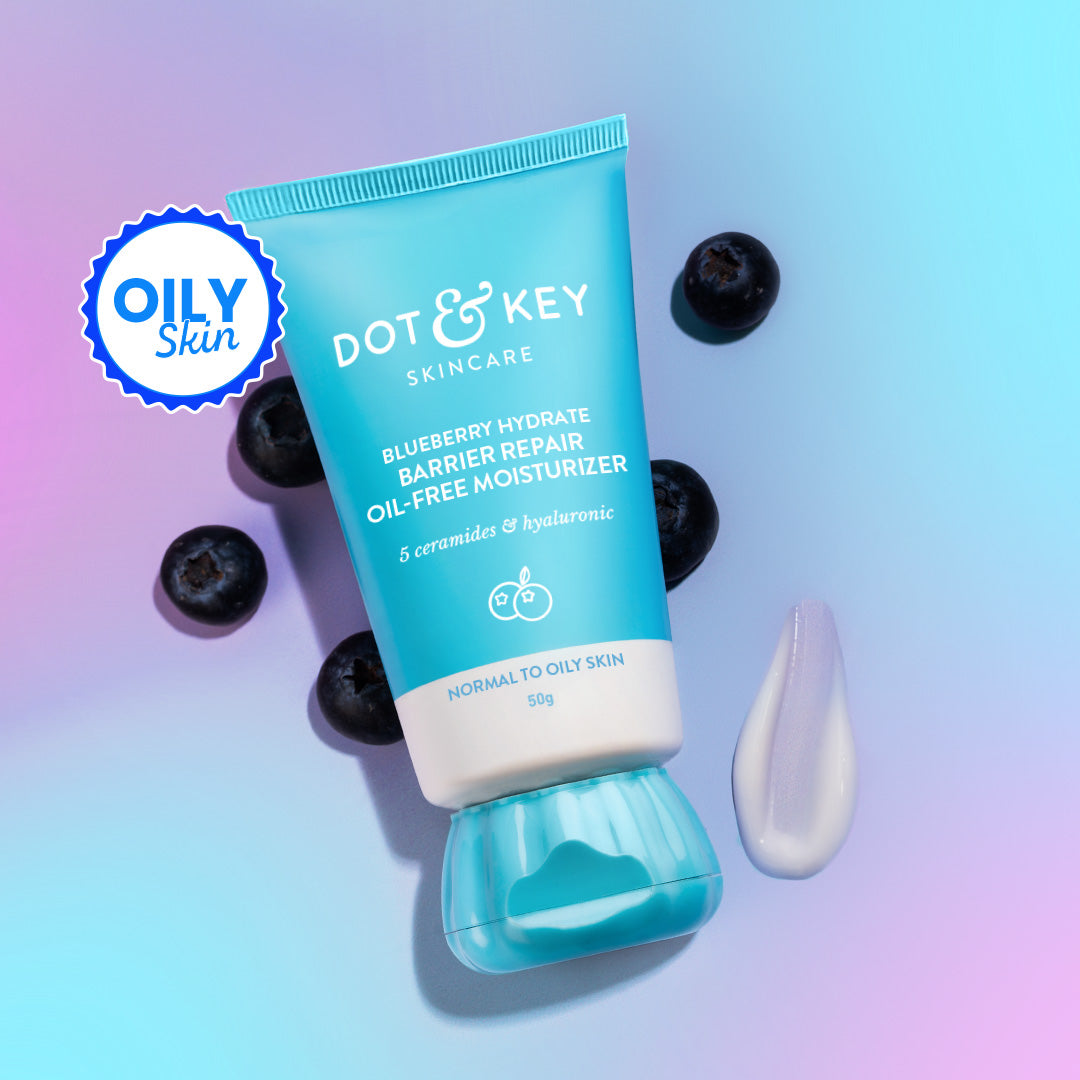 OILY
Skin
DOT & KEY
SKINCARE
BLUEBERRY HYDRATE
BARRIER REPAIR
OIL-FREE MOISTURIZER
5 ceramides & hyaluronic
NORMAL TO OILY SKIN
50g